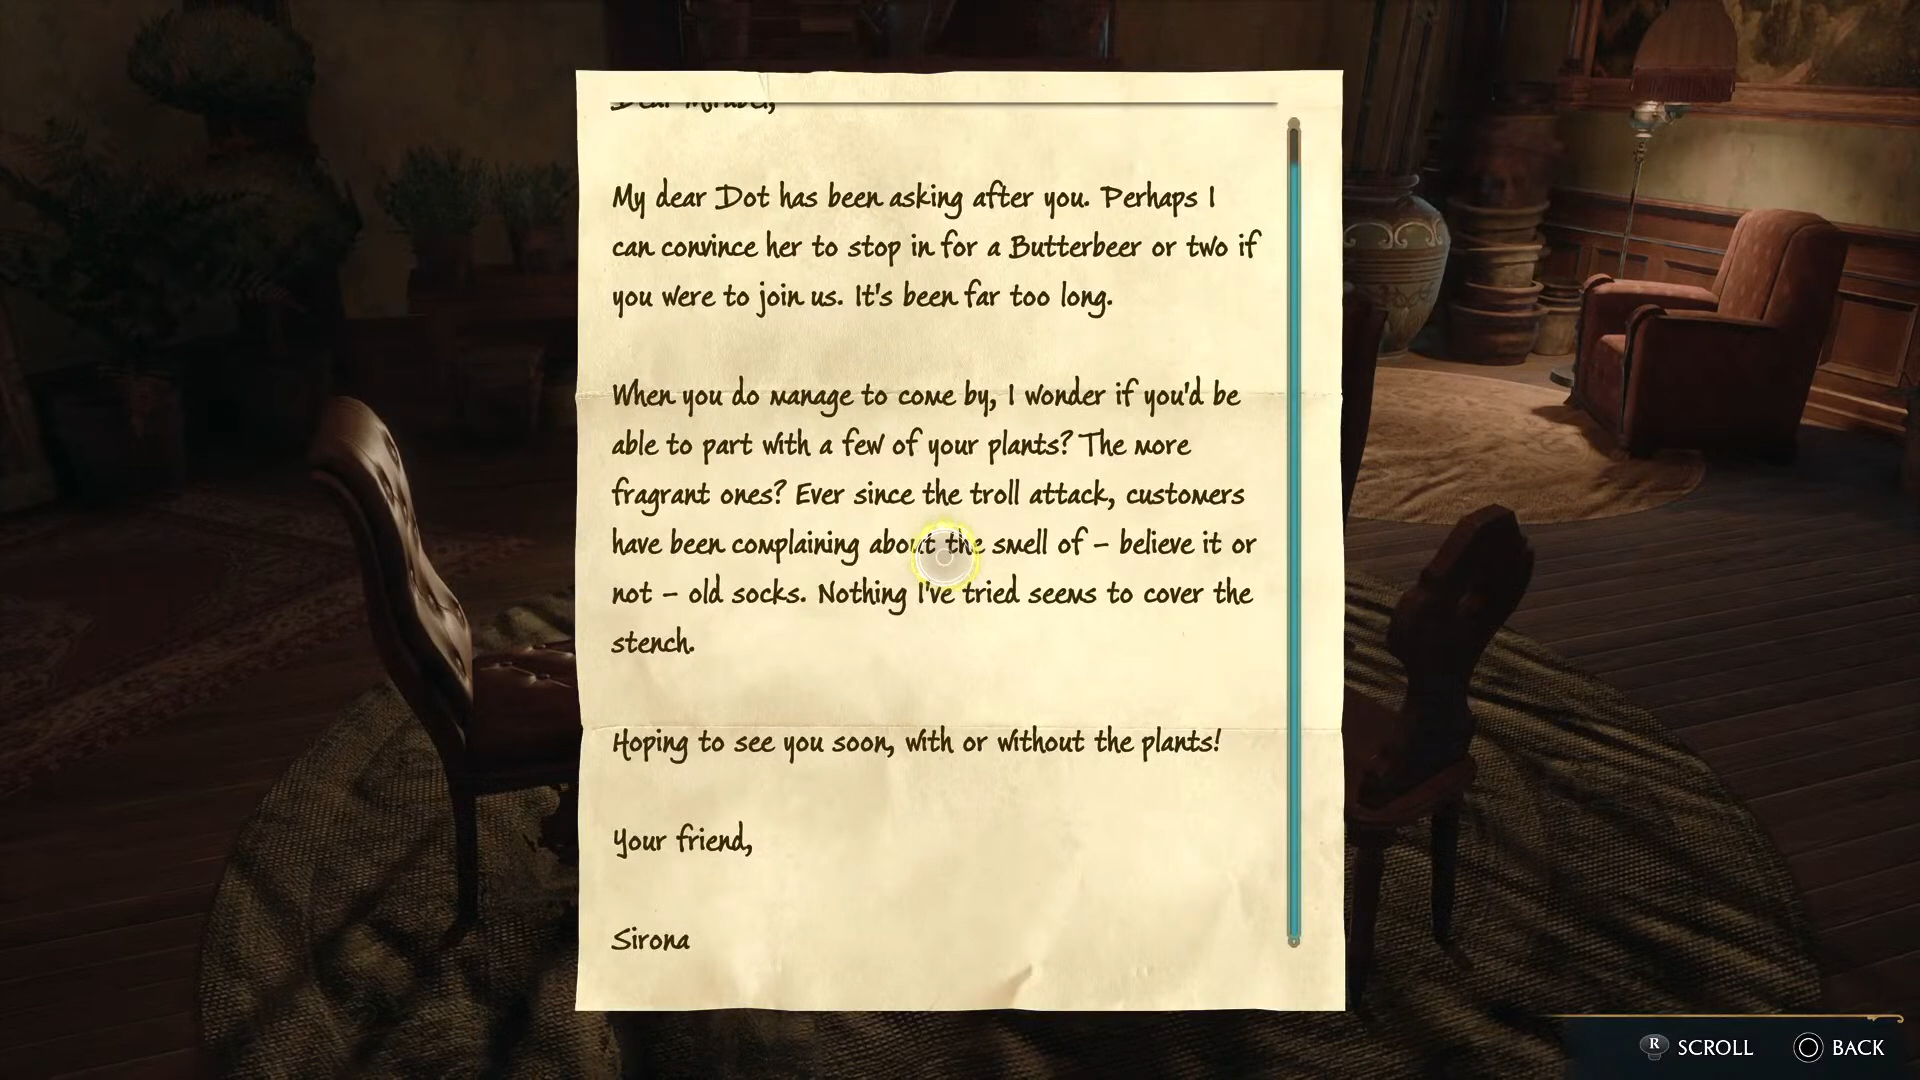 Dear Mirabel,
My dear Dot has been asking after you. Perhaps I
can convince her to stop in for a Butterbeer or two if
you were to join us. It's been far too long.
When you do manage to come by, I wonder if you'd be
able to part with a few of your plants? The more
fragrant ones? Ever since the troll attack, customers
have been complaining about the smell of – believe it or
not – old socks. Nothing I've tried seems to cover the
stench.
Hoping to see you soon, with or without the plants!
Your friend,
Sirona
R SCROLL
BACK